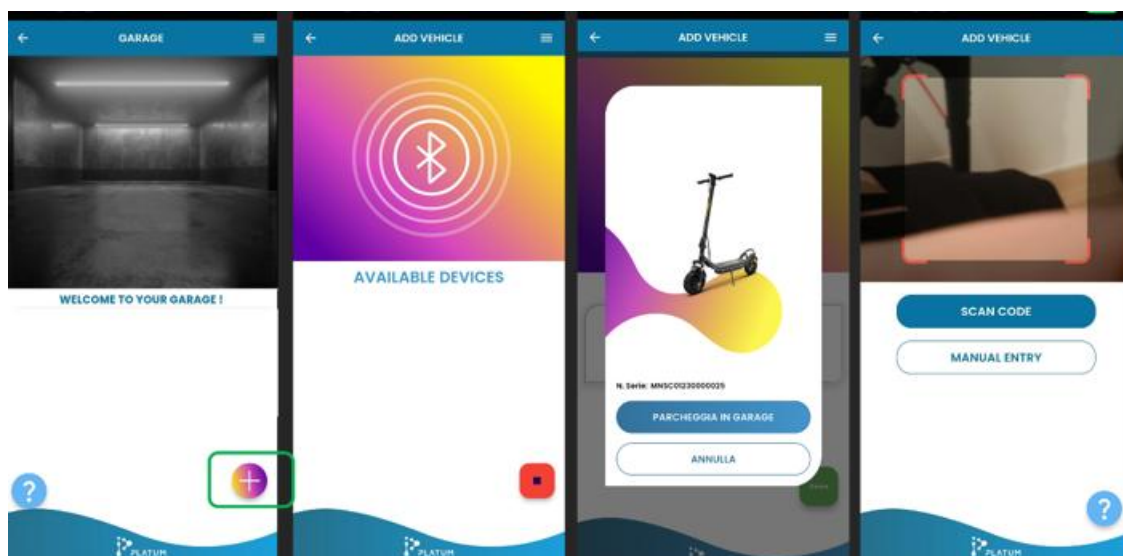 GARAGE
WELCOME TO YOUR GARAGE !
?
PLATUM
ADD VEHICLE
AVAILABLE DEVICES
PLATUM
ADD VEHICLE
N. Serie: MNSC01230000025
PARCHEGGIA IN GARAGE
ANNULLA
ADD VEHICLE
SCAN CODE
MANUAL ENTRY
?
PLATUM